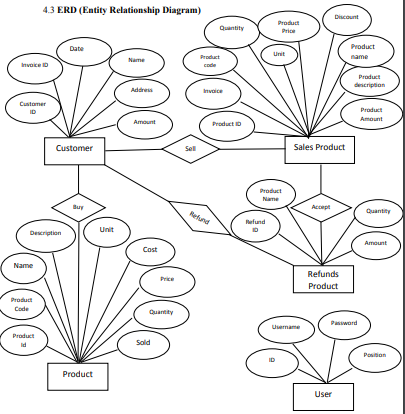 4.3 ERD (Entity Relationship Diagram)
Quantity
Product
Price
Discount
Date
Name
Invoice ID
Product
code
Unit
Product
name
Address
Invoice
Product
description
Customer
ID
Amount
Product ID
Product
Amount
Customer
Sell
Sales Product
Buy
Refund
Product
Name
Accept
Quantity
Description
Unit
Refund
ID
Amount
Cost
Name
Price
Refunds
Product
Product
Code
Quantity
Product
Id
Sold
Username
Password
ID
Position
Product
User